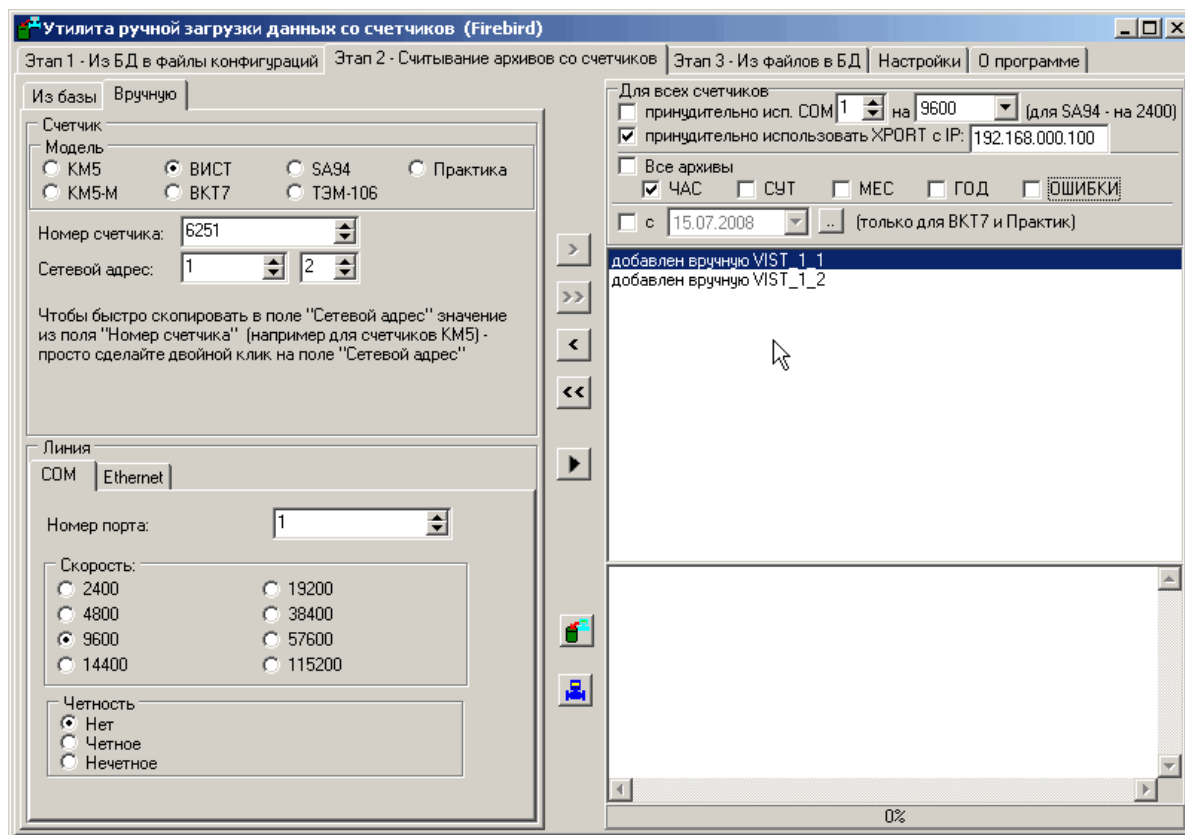 Утилита ручной загрузки данных со счетчиков (Firebird)
Этап 1 - Из БД в файлы конфигураций Этап 2 - Считывание архивов со счетчиков Этап 3 - Из файлов в БД Настройки О программе
Из базы Вручную
Счетчик
Модель
КМ5 ВИСТ SA94 Практика
КМ5-М ВКТ7 ТЭМ-106
Номер счетчика: 6251
Сетевой адрес: 1 2
Чтобы быстро скопировать в поле "Сетевой адрес" значение
из поля "Номер счетчика" (например для счетчиков КМ5) -
просто сделайте двойной клик на поле "Сетевой адрес"
Линия
COM Ethernet
Номер порта: 1
Скорость:
2400 19200
4800 38400
9600 57600
14400 115200
Четность
Нет
Четное
Нечетное
>
>>
<
<<
Для всех счетчиков
принудительно исп. COM 1 на 9600 (для SA94 - на 2400)
принудительно использовать XPORT с IP: 192.168.000.100
Все архивы
ЧАС СУТ МЕС ГОД ОШИБКИ
с 15.07.2008 .. (только для ВКТ7 и Практик)
добавлен вручную VIST_1_1
добавлен вручную VIST_1_2
0%